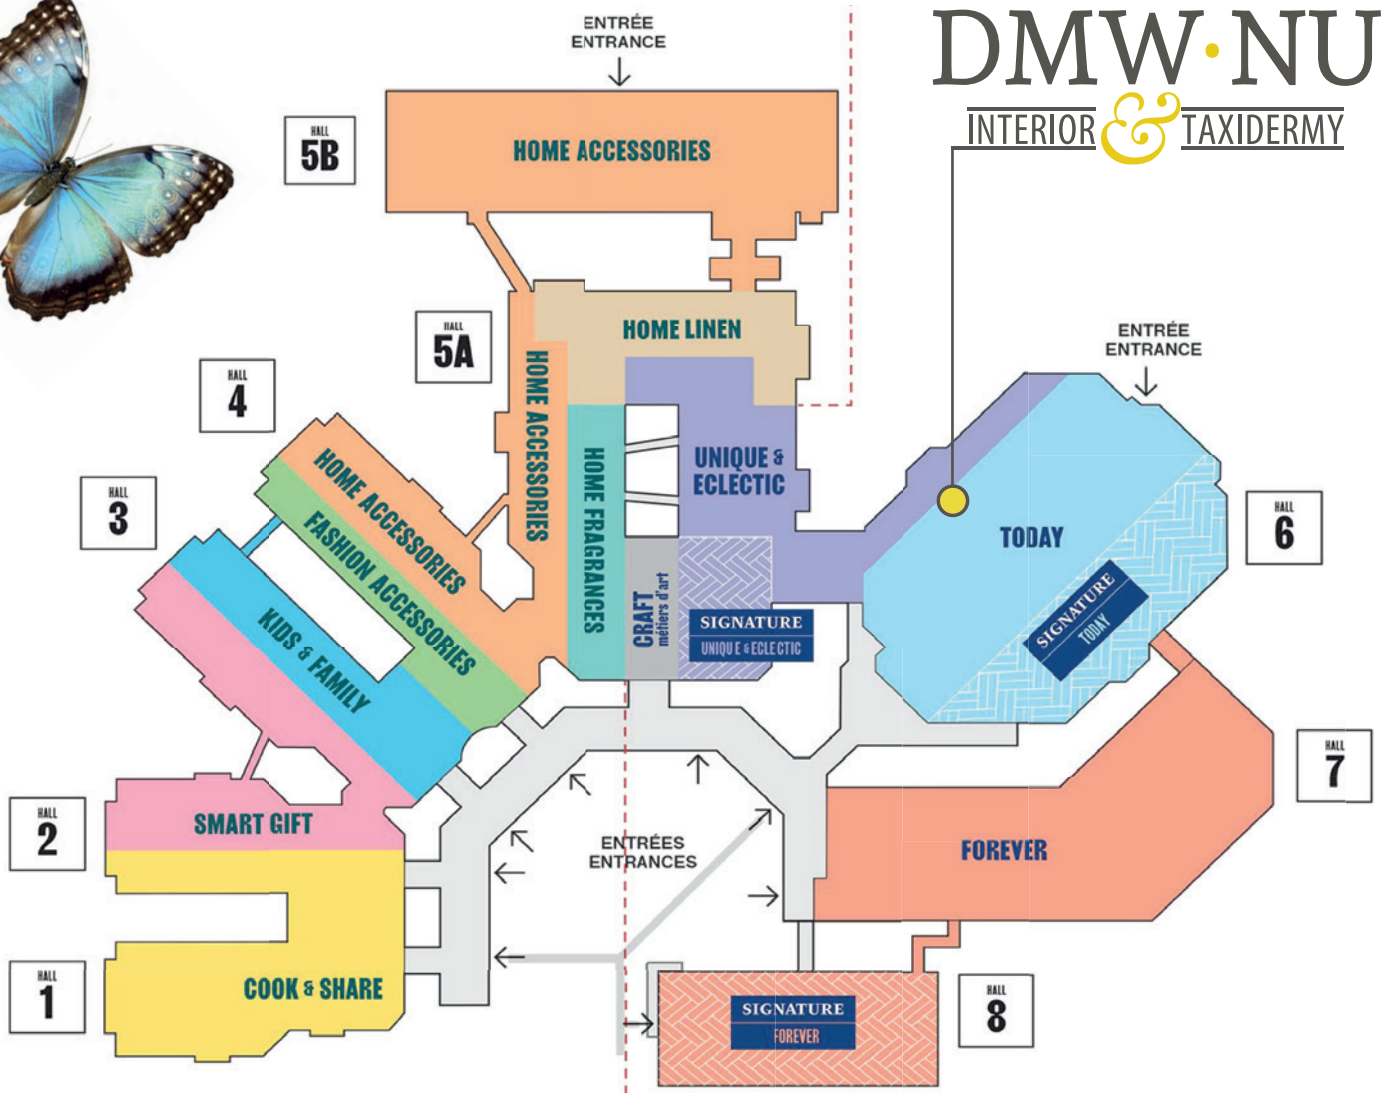 DMW·NU
INTERIOR & TAXIDERMY
ENTRÉE
ENTRANCE
HALL
5B
HOME ACCESSORIES
HALL
5A
HOME LINEN
HOME ACCESSORIES
HOME FRAGRANCES
UNIQUE &
ECLECTIC
CRAFT
métiers d'art
SIGNATURE
UNIQUE & ECLECTIC
ENTRÉE
ENTRANCE
HALL
4
HOME ACCESSORIES
FASHION ACCESSORIES
HALL
3
KIDS & FAMILY
TODAY
SIGNATURE
TODAY
HALL
6
HALL
7
FOREVER
HALL
2
SMART GIFT
ENTRÉES
ENTRANCES
HALL
1
COOK & SHARE
SIGNATURE
FOREVER
HALL
8